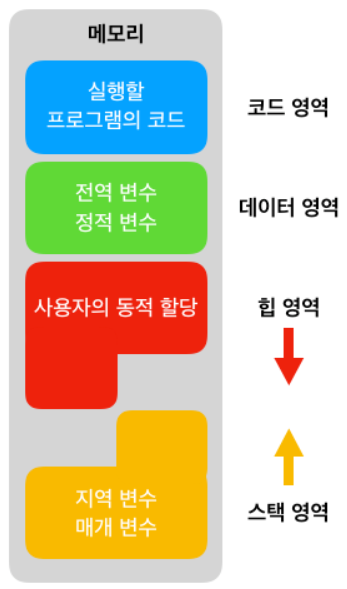 메모리
실행할
프로그램의 코드
코드 영역
전역 변수
정적 변수
데이터 영역
사용자의 동적 할당
힙 영역
지역 변수
매개 변수
스택 영역